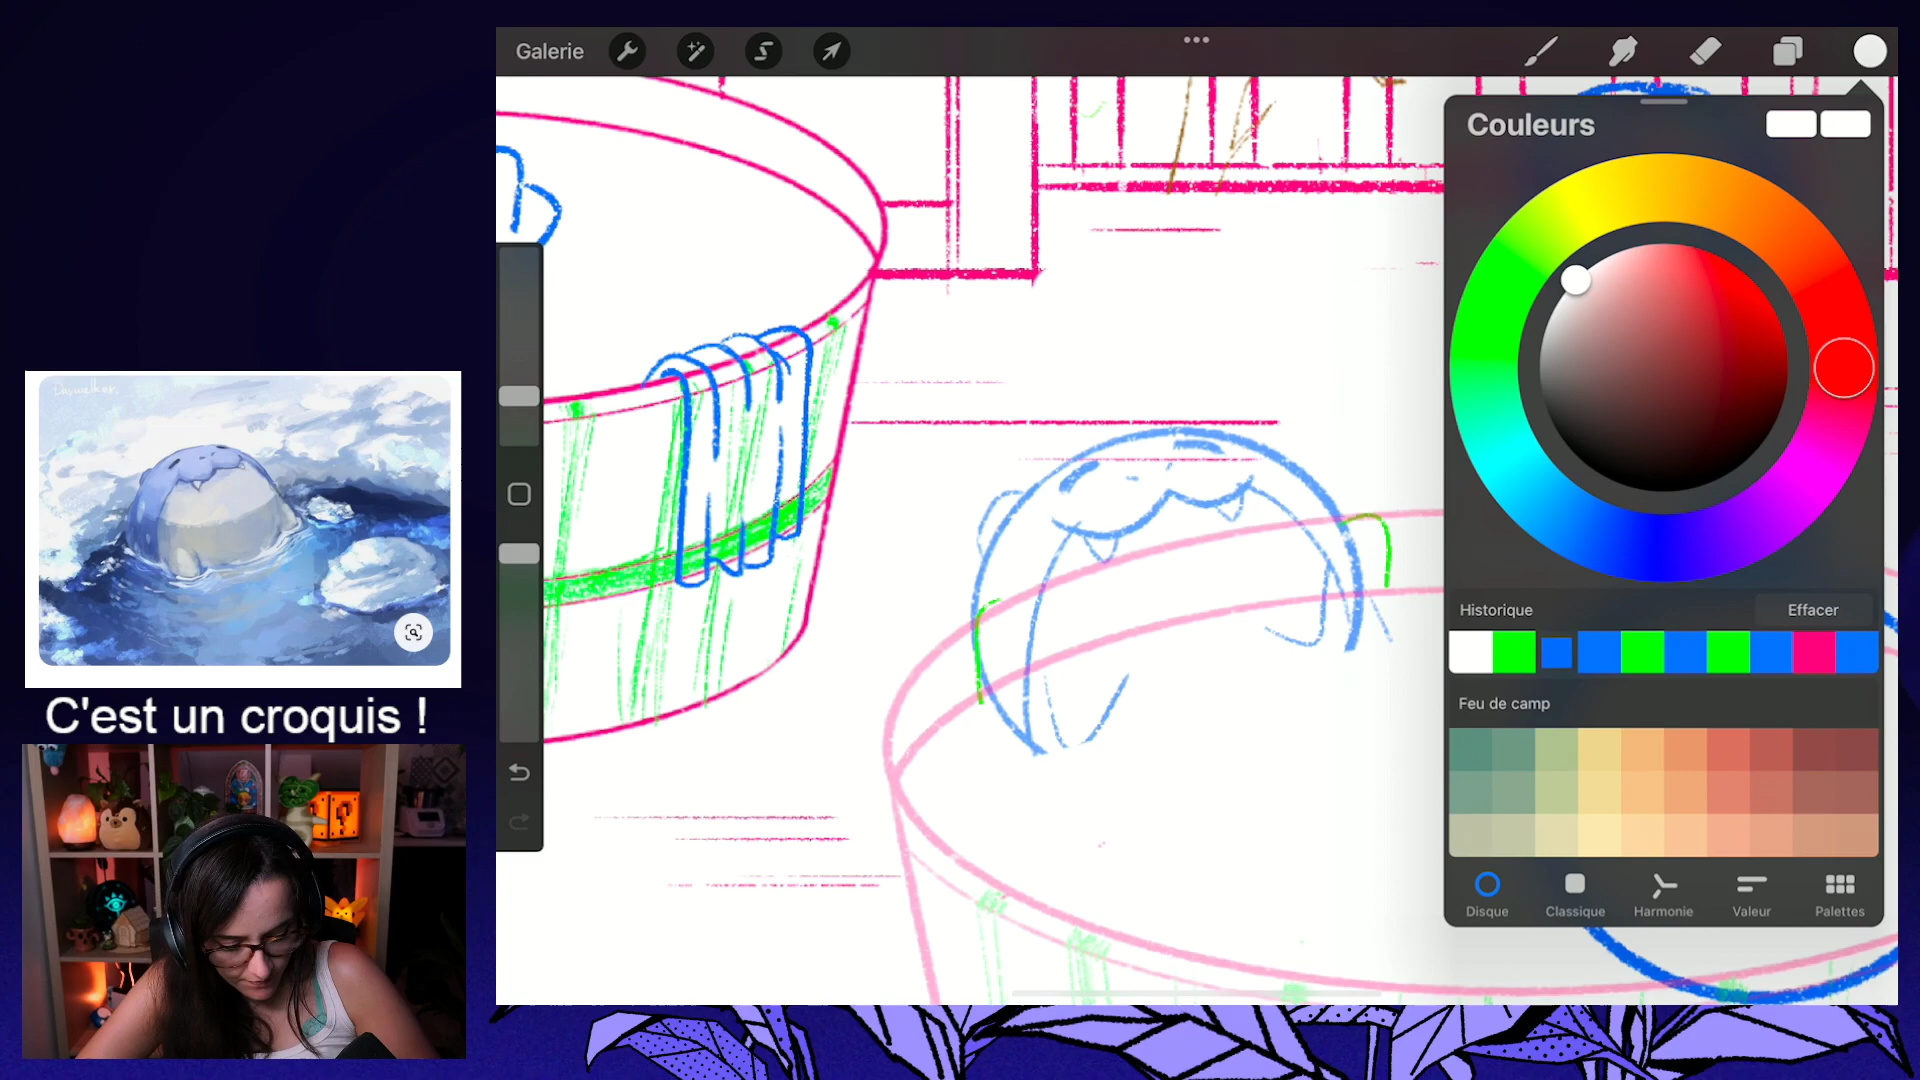 Galerie
Couleurs
Historique
Effacer
Feu de camp
Disque
Classique
Harmonie
Valeur
Palettes
C'est un croquis !